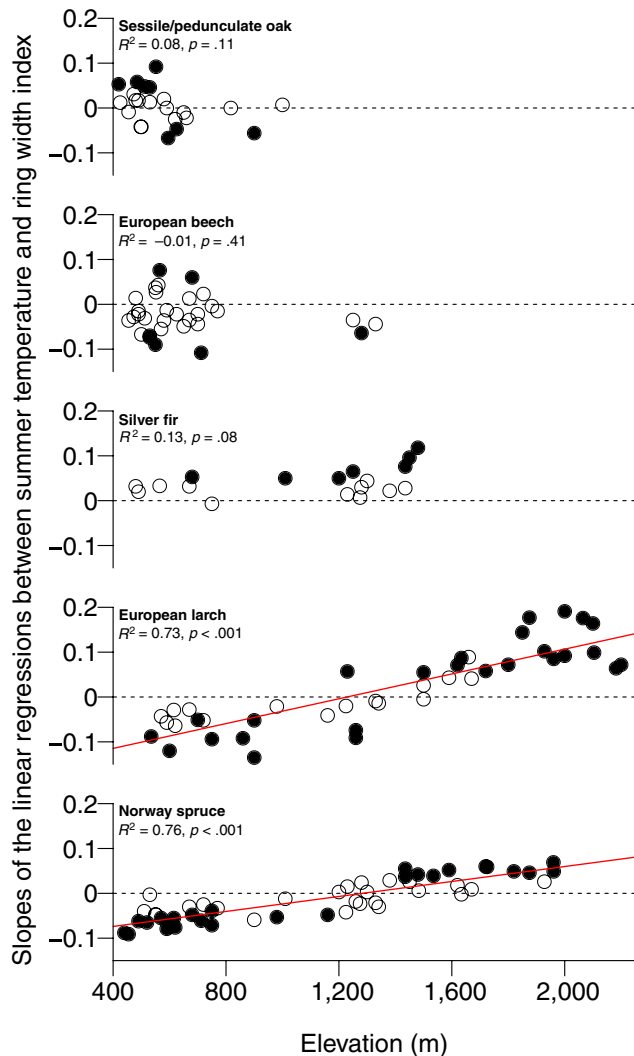 Slopes of the linear regressions between summer temperature and ring width index
Sessile/pedunculate oak
R² = 0.08, p = .11
0.2
0.1
0
−0.1
European beech
R² = −0.01, p = .41
0.2
0.1
0
−0.1
Silver fir
R² = 0.13, p = .08
0.2
0.1
0
−0.1
European larch
R² = 0.73, p < .001
0.2
0.1
0
−0.1
Norway spruce
R² = 0.76, p < .001
0.2
0.1
0
−0.1
400 800 1,200 1,600 2,000
Elevation (m)